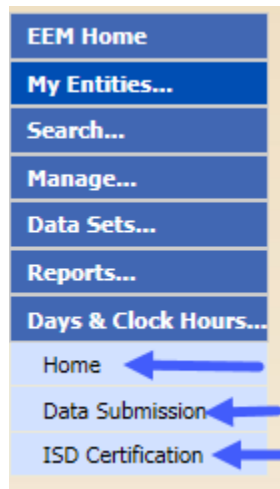 EEM Home
My Entities...
Search...
Manage...
Data Sets...
Reports...
Days & Clock Hours...
Home
Data Submission
ISD Certification